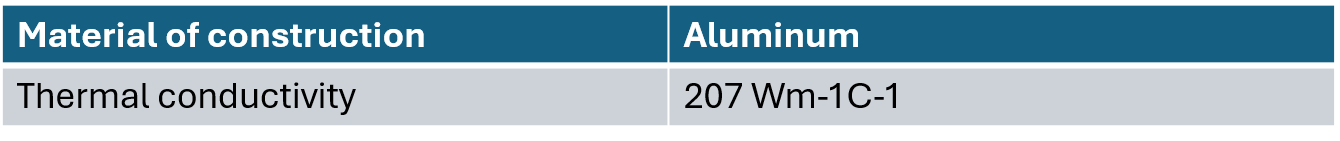 Material of construction Aluminum
Thermal conductivity 207 Wm-1C-1